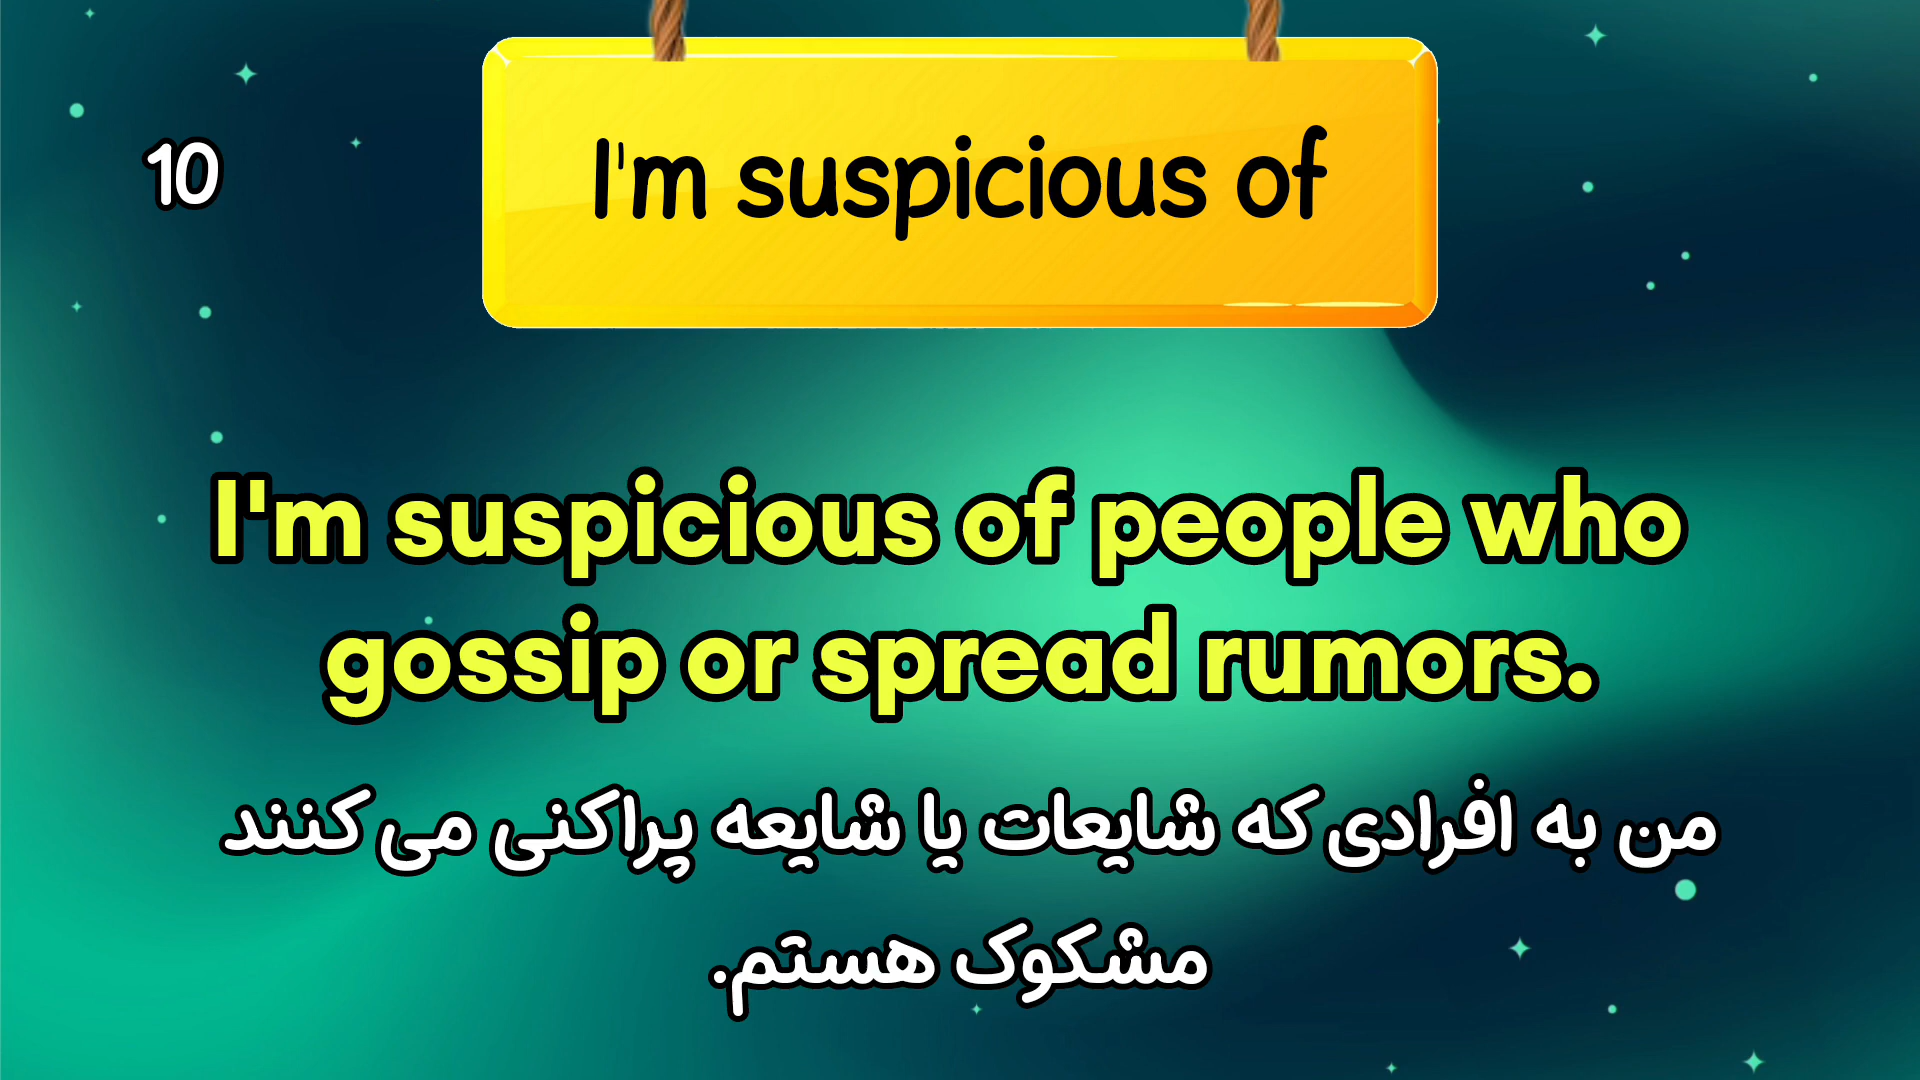 10
I'm suspicious of
I'm suspicious of people who
gossip or spread rumors.
من به افرادی که شایعات یا شایعه پراکنی می کنند
مشکوک هستم.